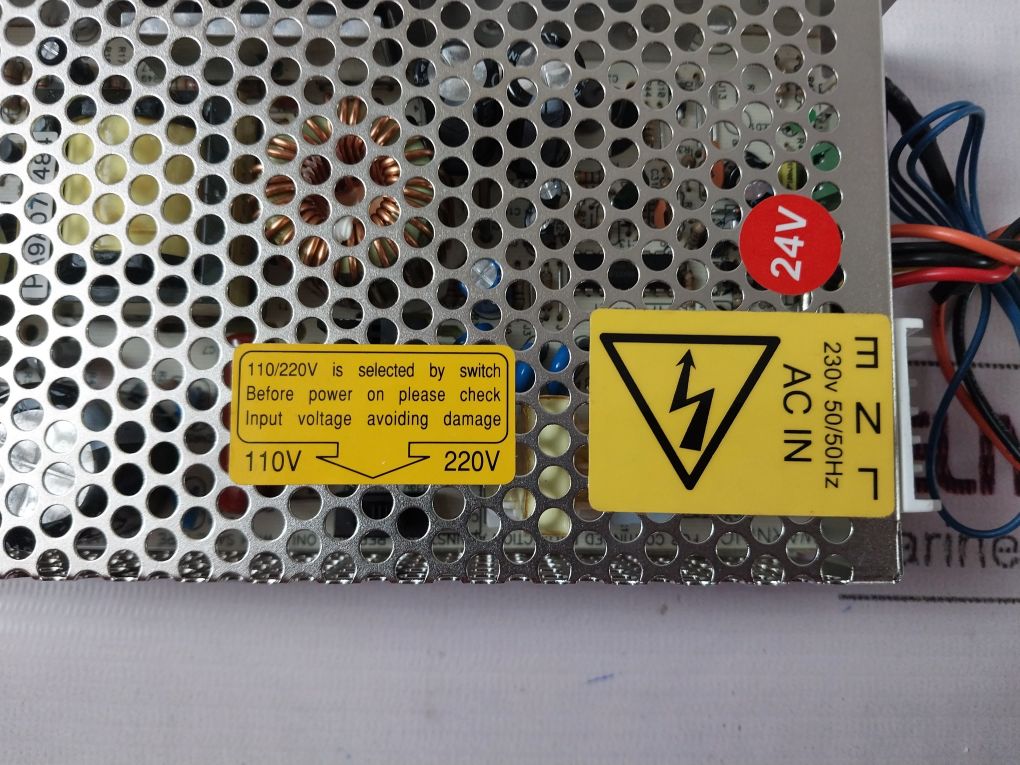 24V
110/220V is selected by switch
Before power on please check
Input voltage avoiding damage
110V 220V
E N L
230v 50/50Hz
AC IN
arine